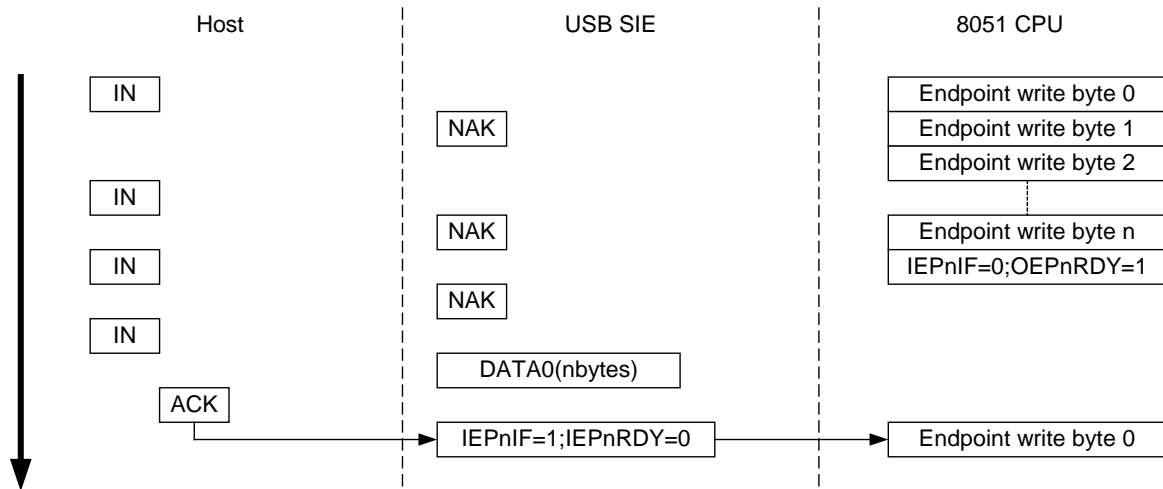 Host
USB SIE
8051 CPU
IN
Endpoint write byte 0
NAK
Endpoint write byte 1
Endpoint write byte 2
IN
NAK
Endpoint write byte n
IN
IEPnIF=0;OEPnRDY=1
NAK
IN
DATA0(nbytes)
ACK
IEPnIF=1;IEPnRDY=0
Endpoint write byte 0